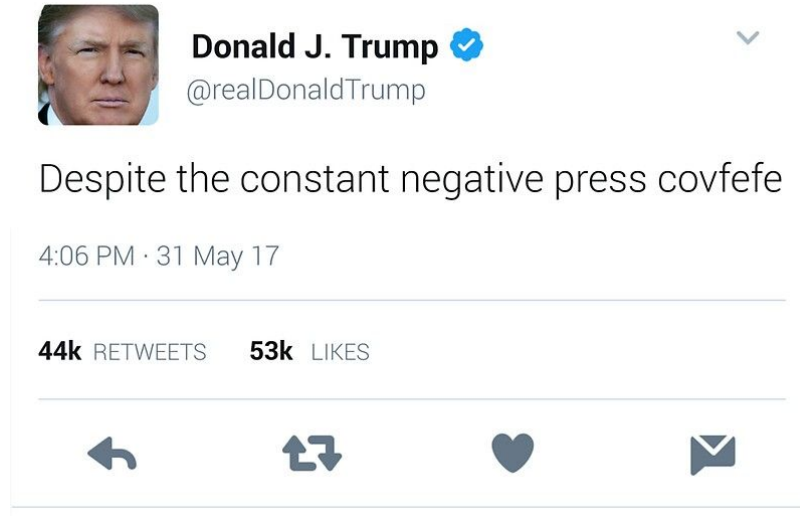 Donald J. Trump
@realDonaldTrump
Despite the constant negative press covfefe
4:06 PM · 31 May 17
44k RETWEETS 53k LIKES